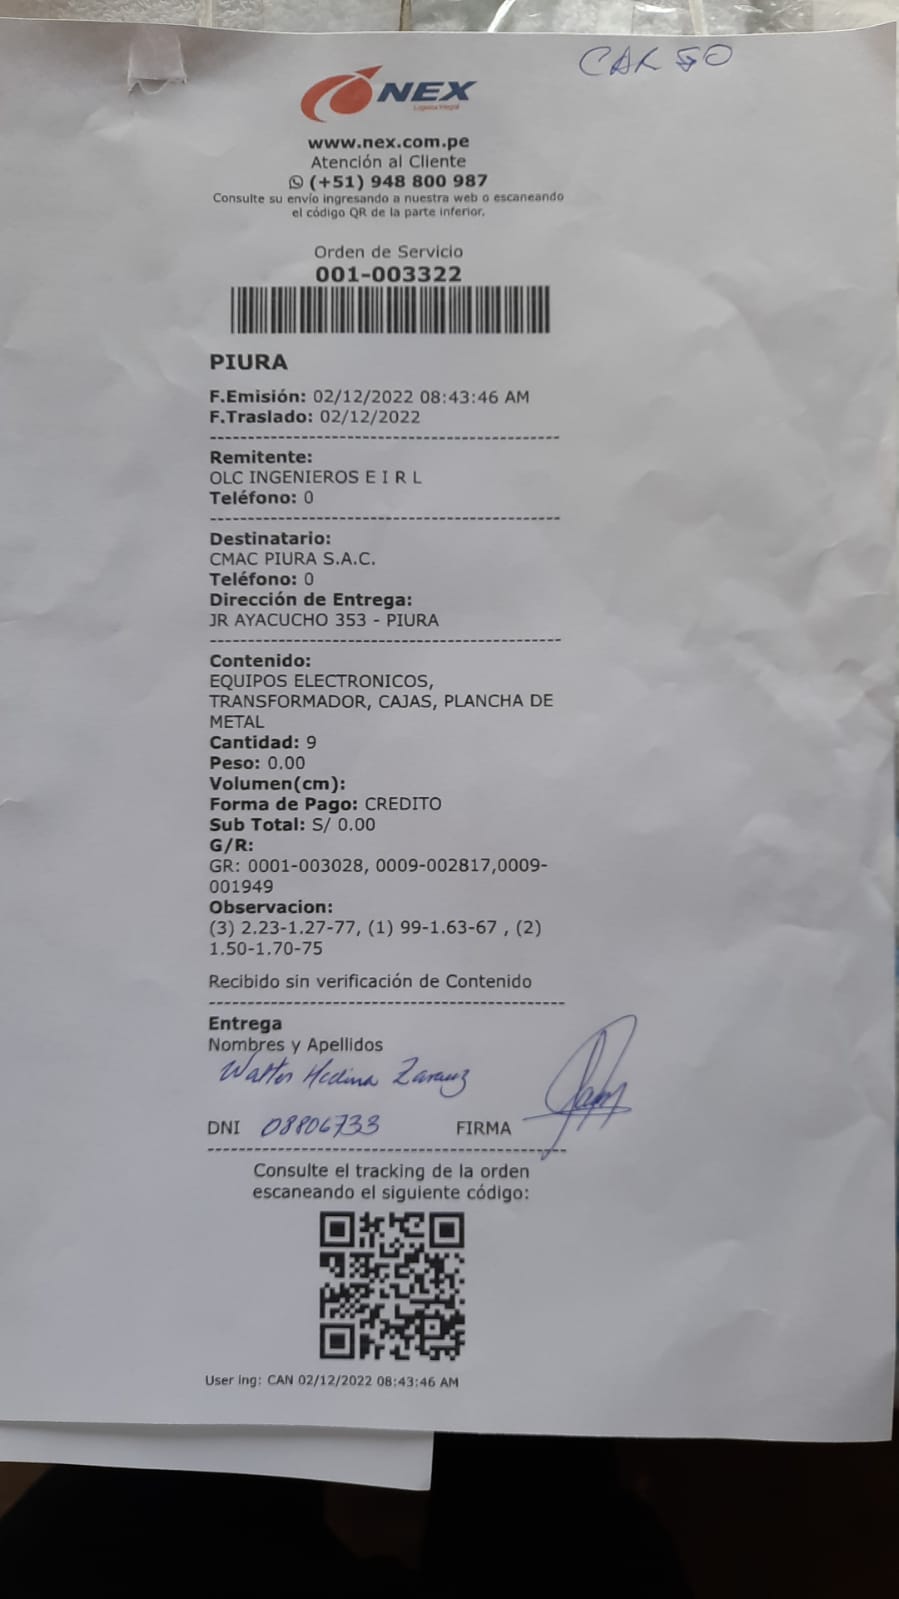 CARGO
NEX
Logística Integral
www.nex.com.pe
Atención al Cliente
(+51) 948 800 987
Consulte su envío ingresando a nuestra web o escaneando
el código QR de la parte inferior.
Orden de Servicio
001-003322
PIURA
F.Emisión: 02/12/2022 08:43:46 AM
F.Traslado: 02/12/2022
-------------------------------------------
Remitente:
OLC INGENIEROS E I R L
Teléfono: 0
-------------------------------------------
Destinatario:
CMAC PIURA S.A.C.
Teléfono: 0
Dirección de Entrega:
JR AYACUCHO 353 - PIURA
-------------------------------------------
Contenido:
EQUIPOS ELECTRONICOS,
TRANSFORMADOR, CAJAS, PLANCHA DE
METAL
Cantidad: 9
Peso: 0.00
Volumen(cm):
Forma de Pago: CREDITO
Sub Total: S/ 0.00
G/R:
GR: 0001-003028, 0009-002817,0009-
001949
Observacion:
(3) 2.23-1.27-77, (1) 99-1.63-67 , (2)
1.50-1.70-75
Recibido sin verificación de Contenido
-------------------------------------------
Entrega
Nombres y Apellidos
Walter Medina Zarauz
DNI 08806733 FIRMA
-------------------------------------------
Consulte el tracking de la orden
escaneando el siguiente código:
User ing: CAN 02/12/2022 08:43:46 AM